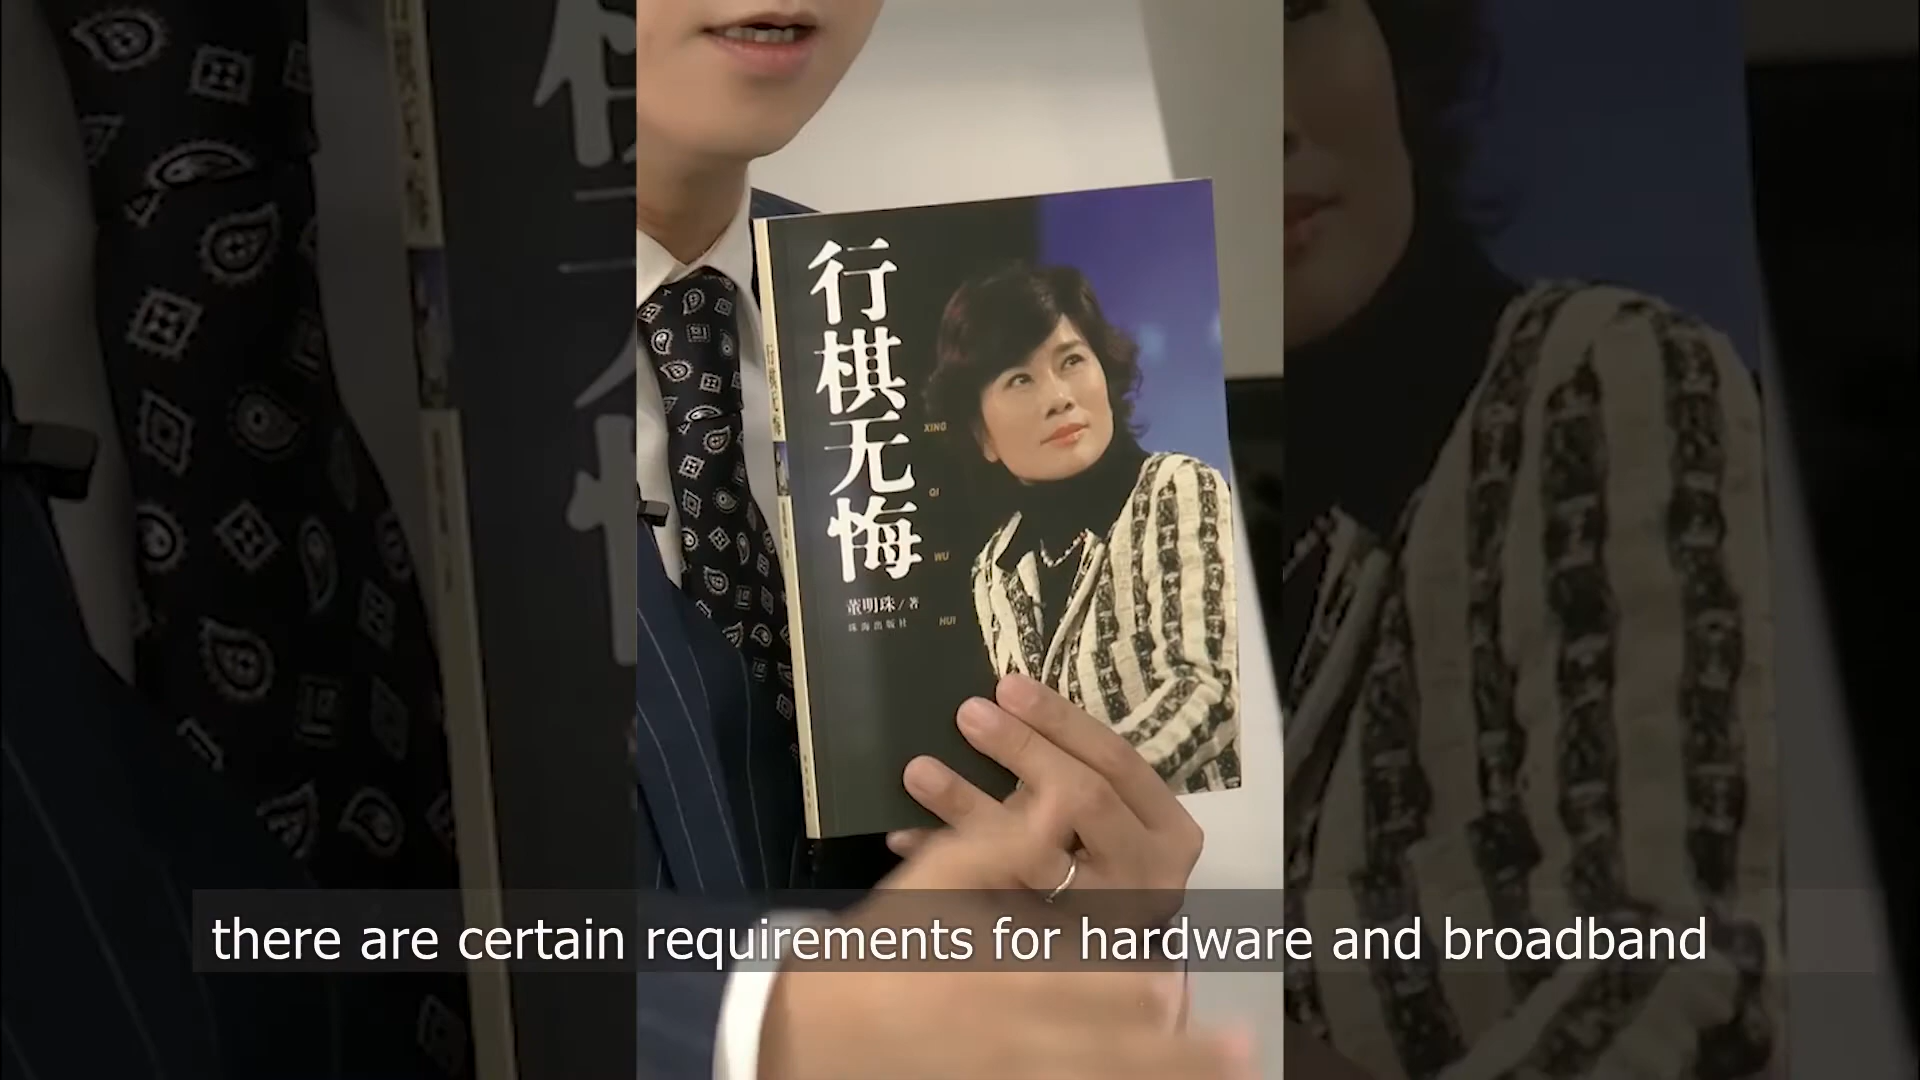 行棋无悔
XING
QI
WU
HUI
董明珠/著
珠海出版社
there are certain requirements for hardware and broadband